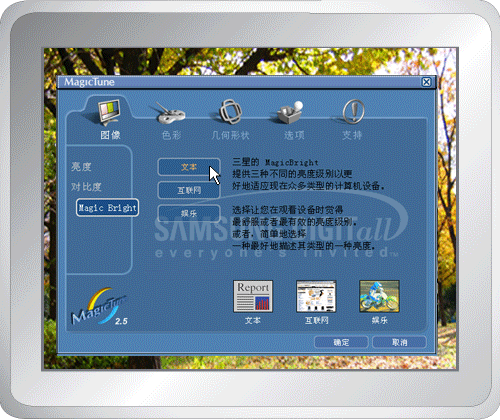 MagicTune
图像 色彩 几何形状 选项 支持
亮度
对比度
Magic Bright
文本
互联网
娱乐
三星的 MagicBright
提供三种不同的亮度级别以更
好地适应现在众多类型的计算机设备。
选择让您在观看设备时觉得
最舒服或者最有效的亮度级别。
或者，简单地选择
一种最好地描述其类型的一种亮度。
SAMSUNG DIGITall
everyone's invited™
Report
文本 互联网 娱乐
MagicTune 2.5
确定 取消